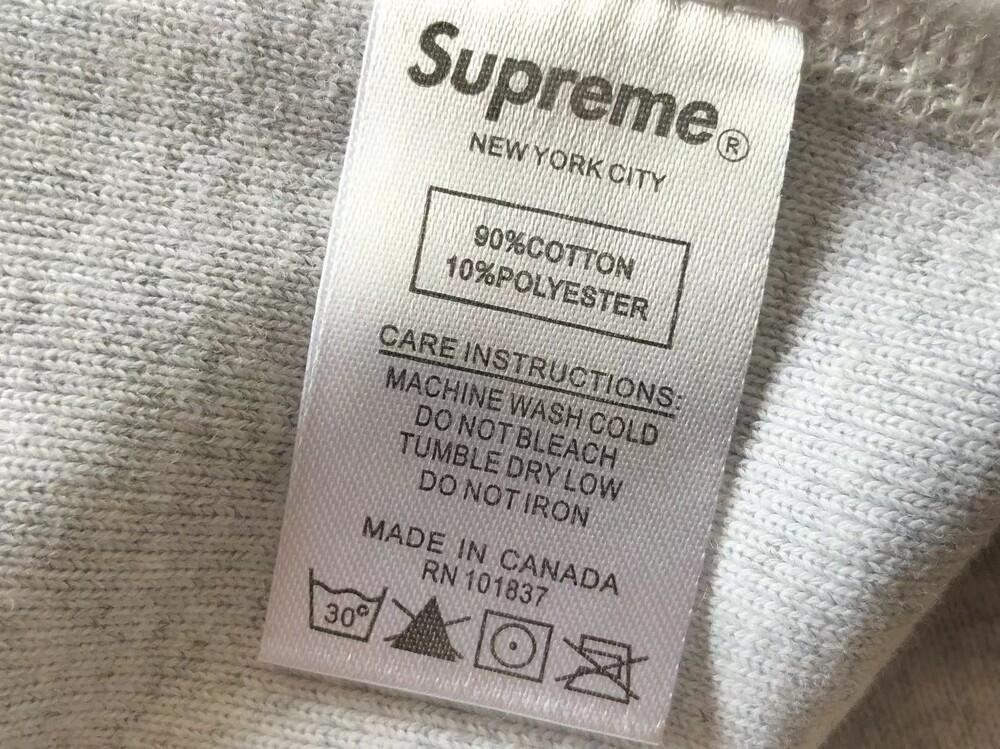 Supreme®
NEW YORK CITY
90%COTTON
10%POLYESTER
CARE INSTRUCTIONS:
MACHINE WASH COLD
DO NOT BLEACH
TUMBLE DRY LOW
DO NOT IRON
MADE IN CANADA
RN 101837
30°